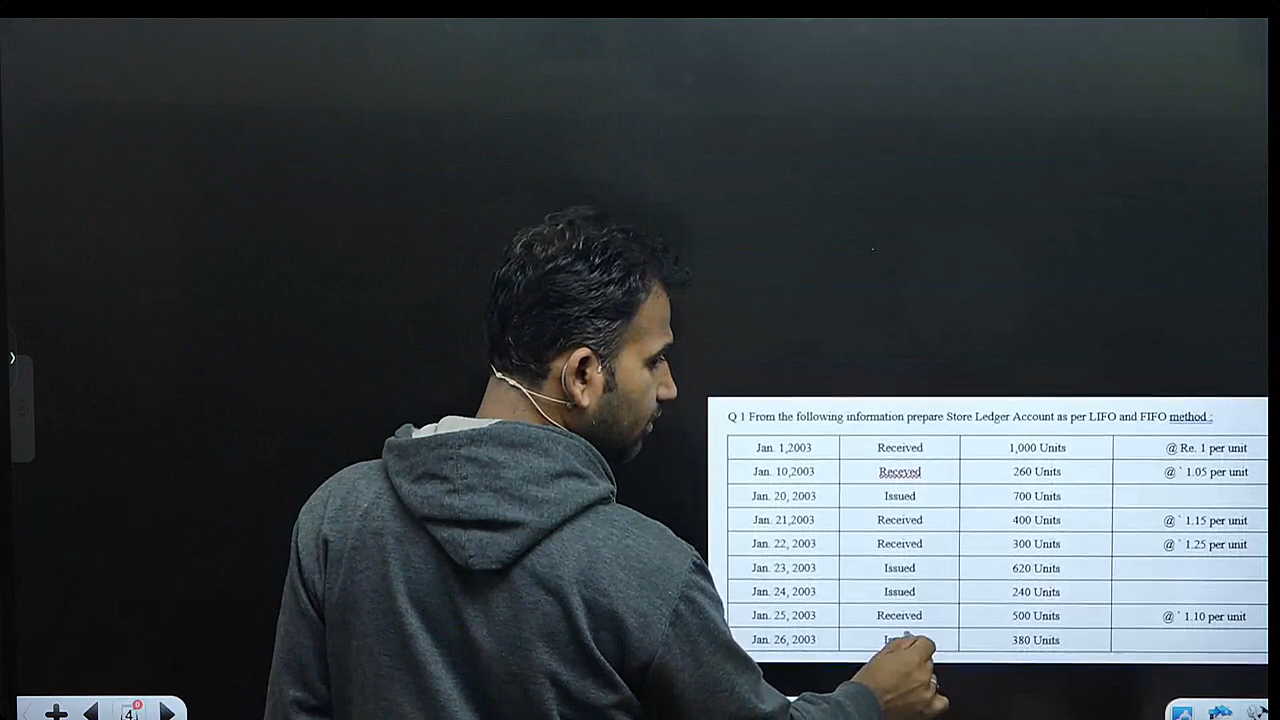 Q 1 From the following information prepare Store Ledger Account as per LIFO and FIFO method :
Jan. 1,2003 Received 1,000 Units @ Re. 1 per unit
Jan. 10,2003 Receved 260 Units @ ` 1.05 per unit
Jan. 20, 2003 Issued 700 Units
Jan. 21,2003 Received 400 Units @ ` 1.15 per unit
Jan. 22, 2003 Received 300 Units @ ` 1.25 per unit
Jan. 23, 2003 Issued 620 Units
Jan. 24, 2003 Issued 240 Units
Jan. 25, 2003 Received 500 Units @ ` 1.10 per unit
Jan. 26, 2003 380 Units
4
0